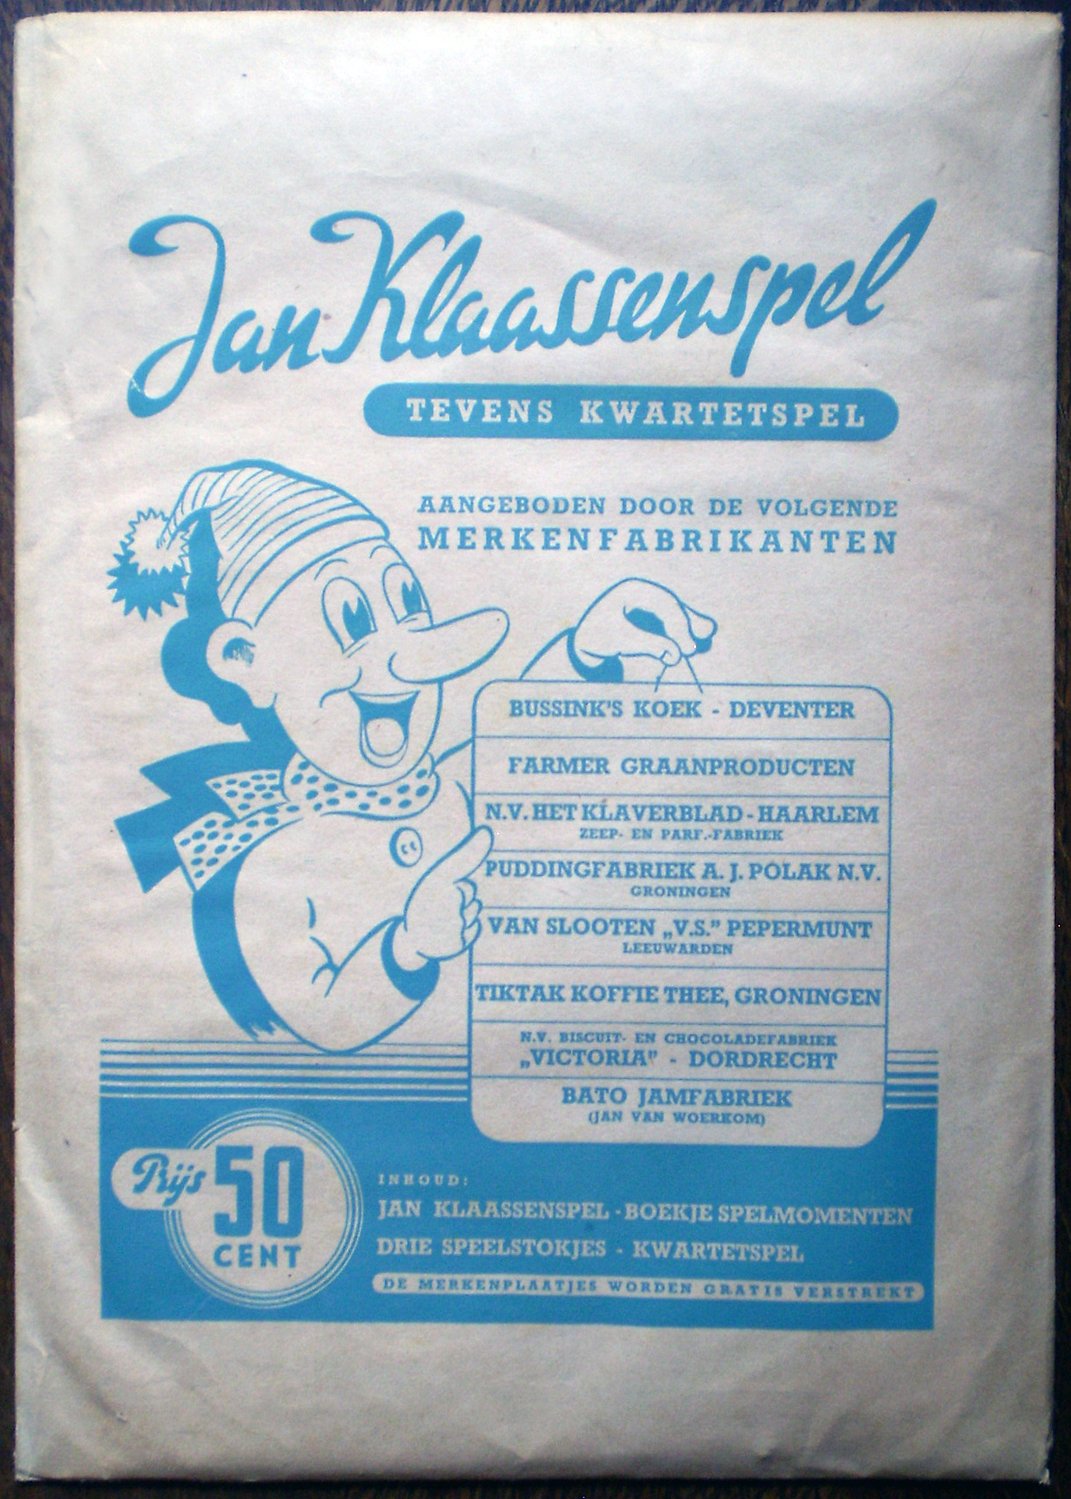 Jan Klaassenspel
TEVENS KWARTETSPEL
AANGEBODEN DOOR DE VOLGENDE
MERKENFABRIKANTEN
BUSSINK'S KOEK - DEVENTER
FARMER GRAANPRODUCTEN
N.V. HET KLAVERBLAD - HAARLEM
ZEEP- EN PARF.-FABRIEK
PUDDINGFABRIEK A. J. POLAK N.V.
GRONINGEN
VAN SLOOTEN „V.S.” PEPERMUNT
LEEUWARDEN
TIKTAK KOFFIE THEE, GRONINGEN
N.V. BISCUIT- EN CHOCOLADEFABRIEK
„VICTORIA” - DORDRECHT
BATO JAMFABRIEK
(JAN VAN WOERKOM)
Prijs 50
CENT
INHOUD:
JAN KLAASSENSPEL - BOEKJE SPELMOMENTEN
DRIE SPEELSTOKJES - KWARTETSPEL
DE MERKENPLAATJES WORDEN GRATIS VERSTREKT